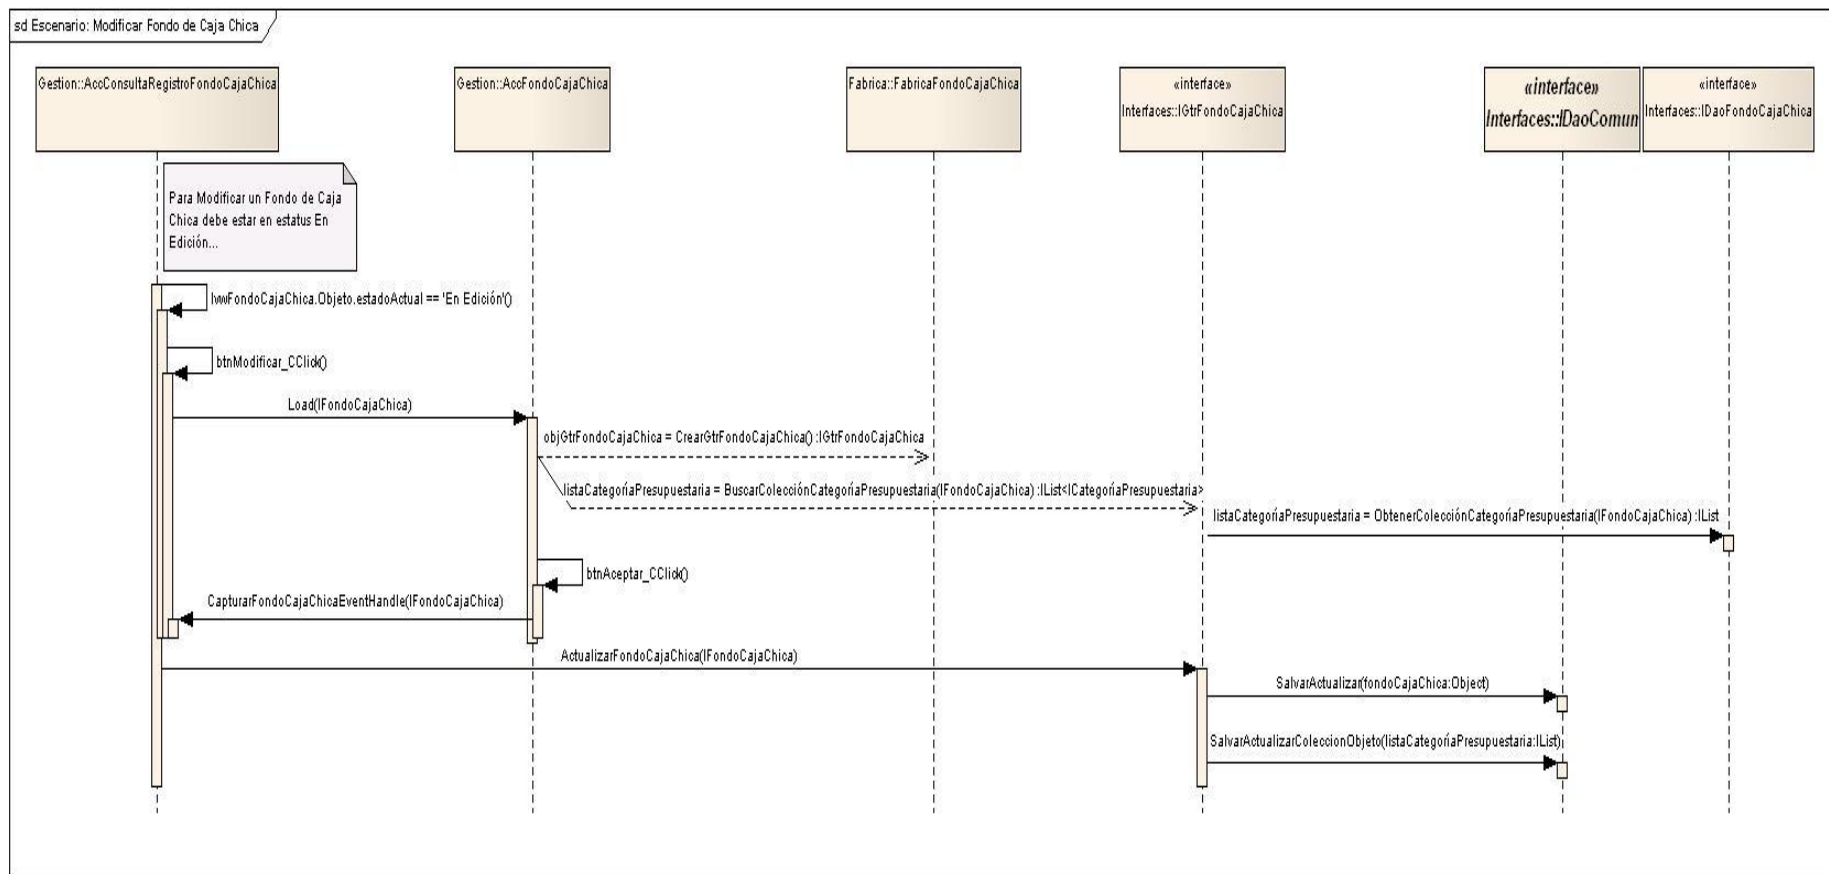 sd Escenario: Modificar Fondo de Caja Chica
Gestion::AccConsultaRegistroFondoCajaChica
Gestion::AccFondoCajaChica
Fabrica::FabricaFondoCajaChica
«interface»
Interfaces::IGtrFondoCajaChica
«interface»
Interfaces::IDaoComun
«interface»
Interfaces::IDaoFondoCajaChica
Para Modificar un Fondo de Caja
Chica debe estar en estatus En
Edición...
lvwFondoCajaChica.Objeto.estadoActual == 'En Edición'()
btnModificar_CClick()
Load(IFondoCajaChica)
objGtrFondoCajaChica = CrearGtrFondoCajaChica() :IGtrFondoCajaChica
listaCategoríaPresupuestaria = BuscarColecciónCategoríaPresupuestaria(IFondoCajaChica) :IList<ICategoríaPresupuestaria>
listaCategoríaPresupuestaria = ObtenerColecciónCategoríaPresupuestaria(IFondoCajaChica) :IList
btnAceptar_CClick()
CapturarFondoCajaChicaEventHandle(IFondoCajaChica)
ActualizarFondoCajaChica(IFondoCajaChica)
SalvarActualizar(fondoCajaChica:Object)
SalvarActualizarColeccionObjeto(listaCategoríaPresupuestaria:IList)